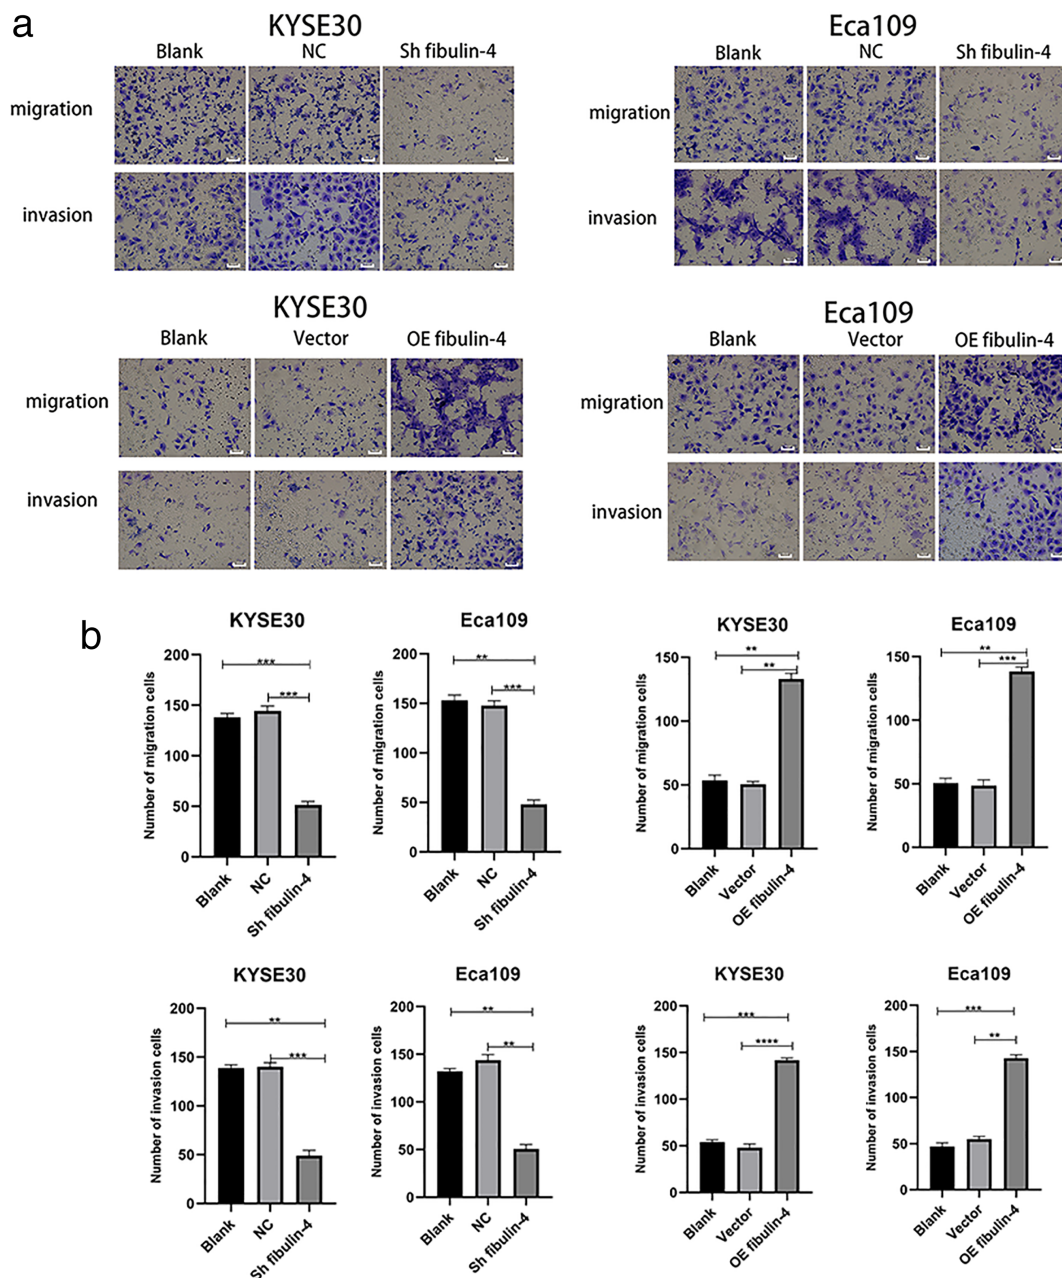 a
KYSE30
Blank NC Sh fibulin-4
migration
invasion
Eca109
Blank NC Sh fibulin-4
migration
invasion
KYSE30
Blank Vector OE fibulin-4
migration
invasion
Eca109
Blank Vector OE fibulin-4
migration
invasion
b
KYSE30
Number of migration cells
200
150
100
50
0
***
***
Blank NC Sh fibulin-4
Eca109
Number of migration cells
200
150
100
50
0
**
***
Blank NC Sh fibulin-4
KYSE30
Number of migration cells
150
100
50
0
**
**
Blank Vector OE fibulin-4
Eca109
Number of migration cells
150
100
50
0
**
***
Blank Vector OE fibulin-4
KYSE30
Number of invasion cells
200
150
100
50
0
**
***
Blank NC Sh fibulin-4
Eca109
Number of invasion cells
200
150
100
50
0
**
**
Blank NC Sh fibulin-4
KYSE30
Number of invasion cells
200
150
100
50
0
***
****
Blank Vector OE fibulin-4
Eca109
Number of invasion cells
200
150
100
50
0
***
**
Blank Vector OE fibulin-4